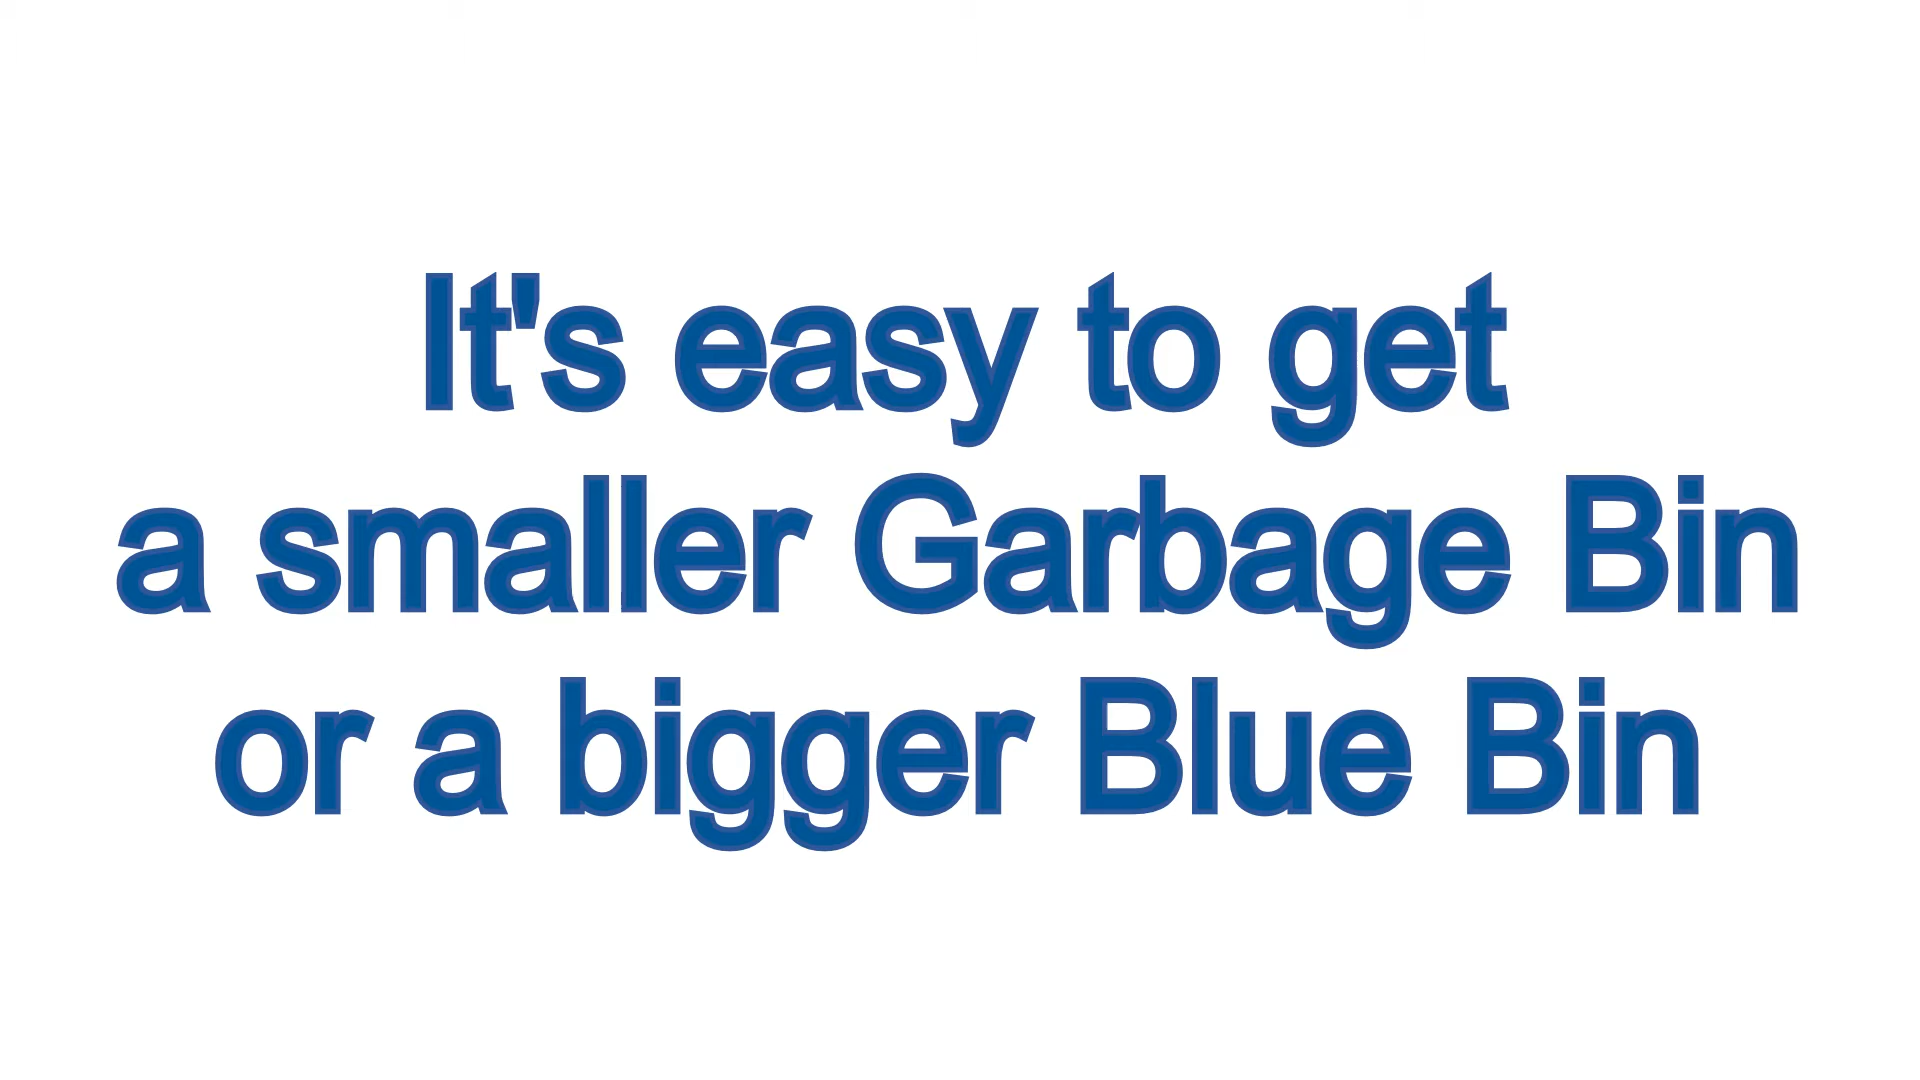 It's easy to get
a smaller Garbage Bin
or a bigger Blue Bin